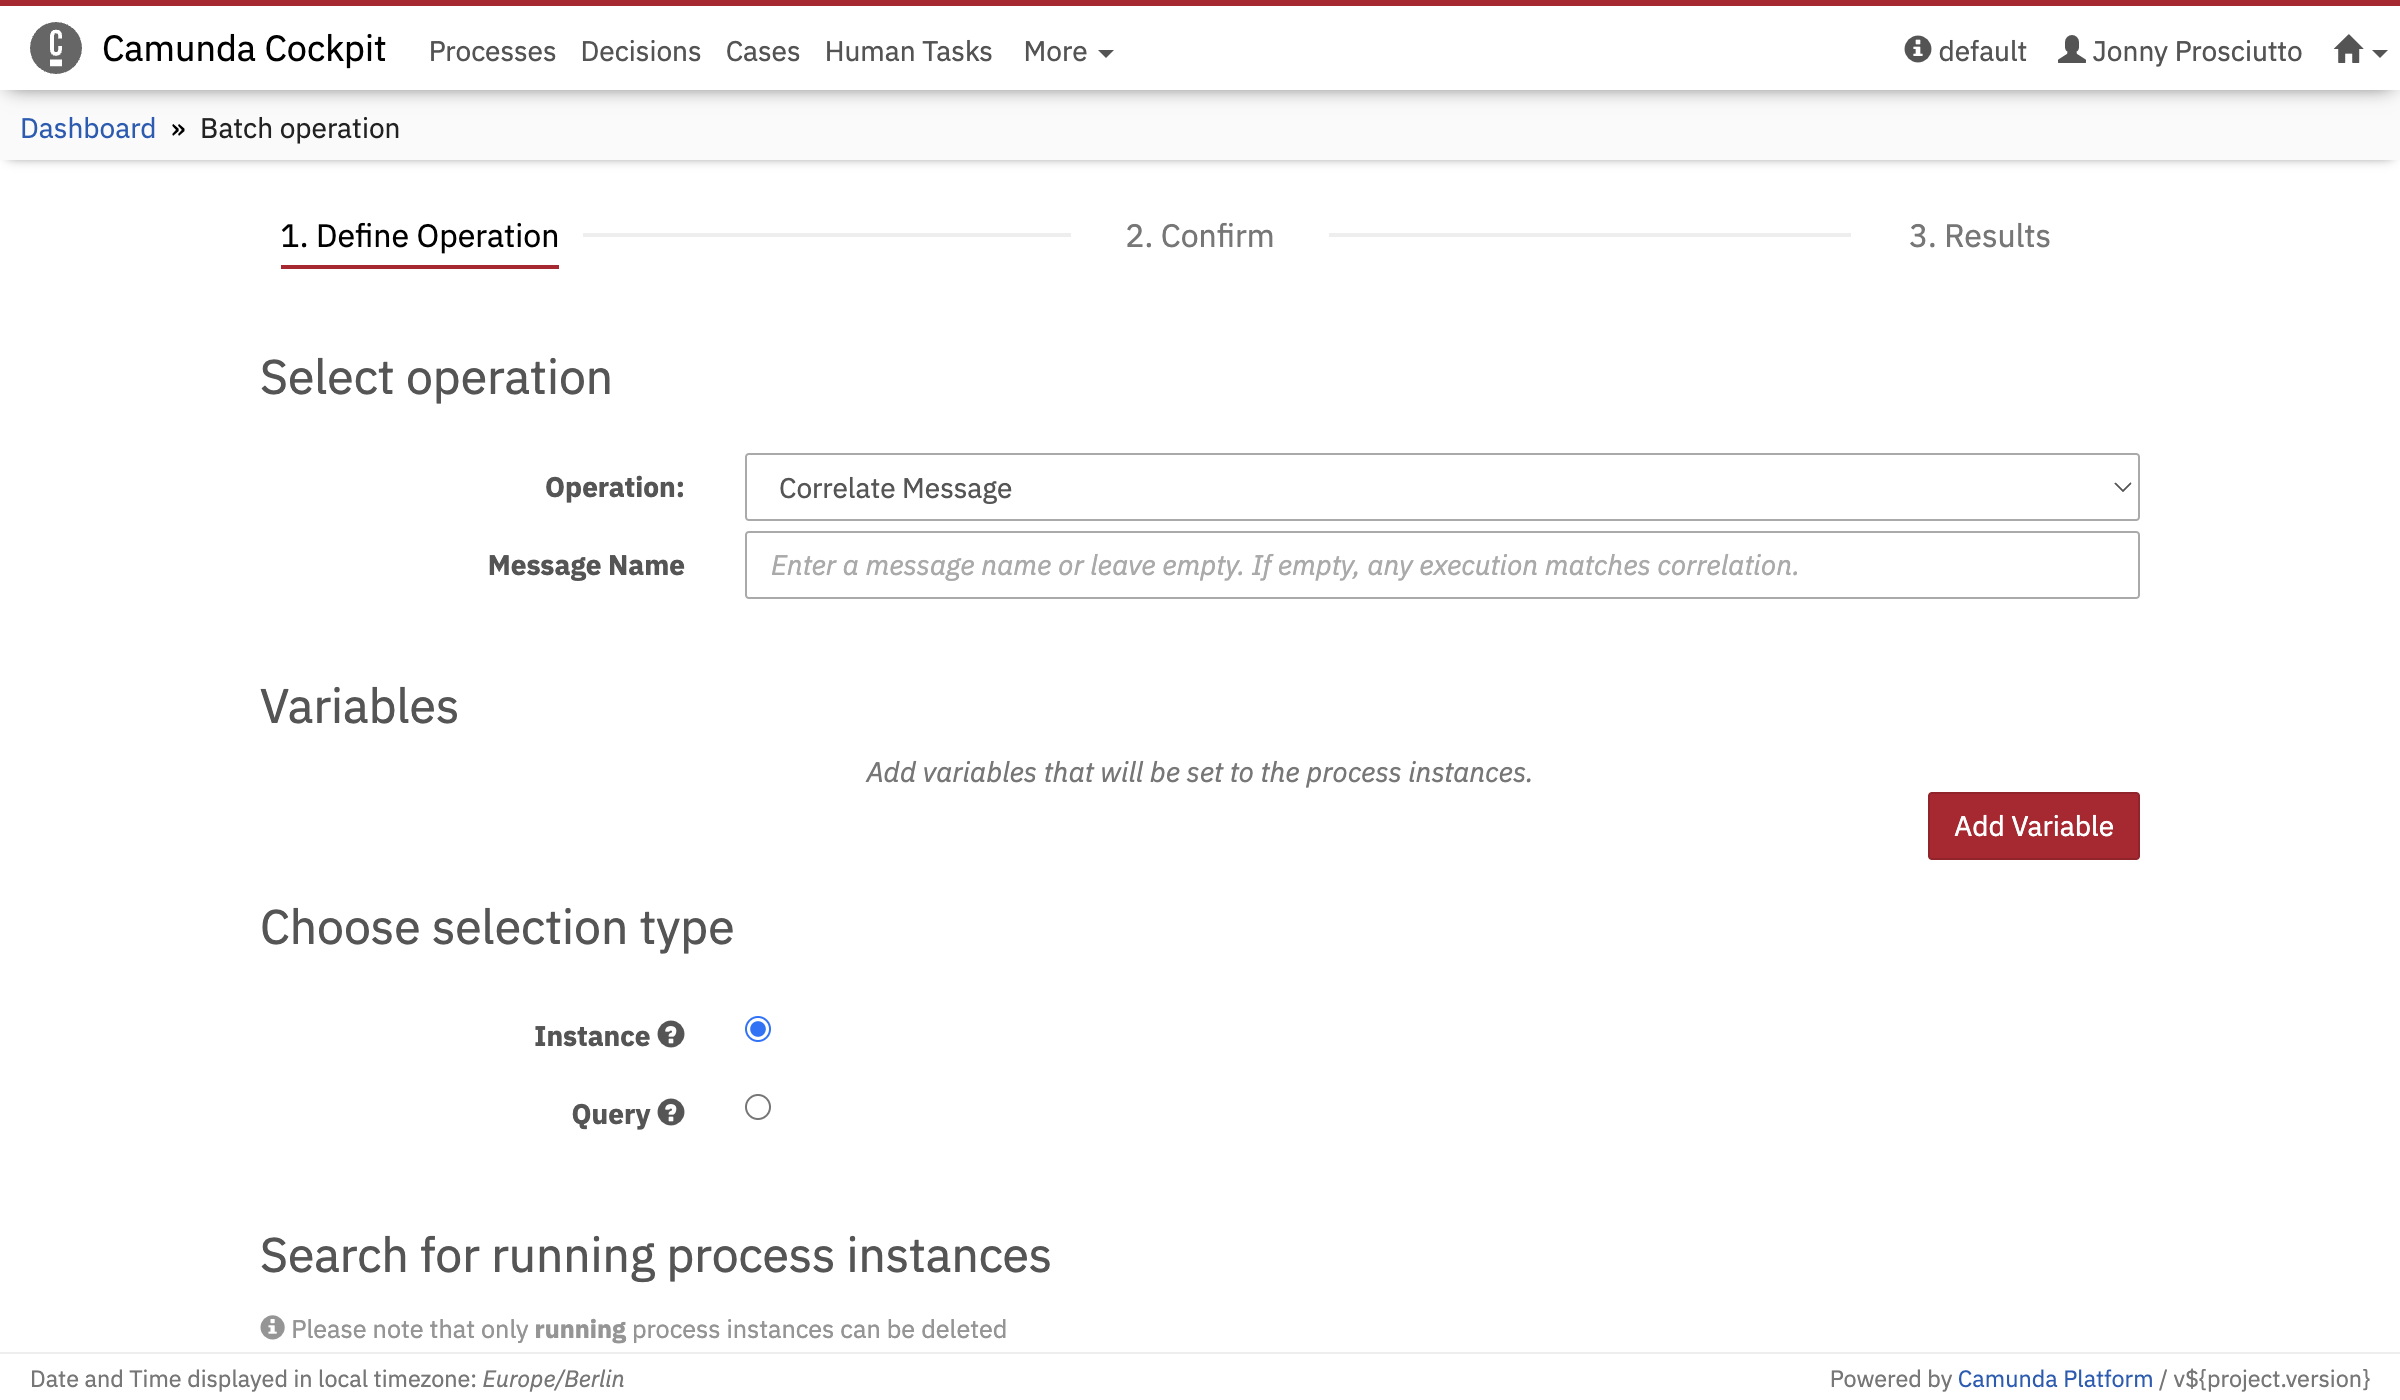 Camunda Cockpit Processes Decisions Cases Human Tasks More default Jonny Prosciutto
Dashboard » Batch operation
1. Define Operation 2. Confirm 3. Results
Select operation
Operation: Correlate Message
Message Name Enter a message name or leave empty. If empty, any execution matches correlation.
Variables
Add variables that will be set to the process instances.
Add Variable
Choose selection type
Instance
Query
Search for running process instances
Please note that only running process instances can be deleted
Date and Time displayed in local timezone: Europe/Berlin Powered by Camunda Platform / v${project.version}